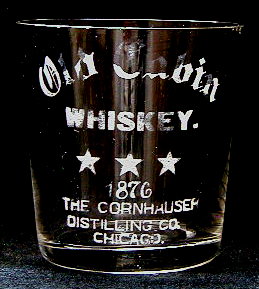 Old Cabin
WHISKEY.
1876
THE CORNHAUSER
DISTILLING CO.
CHICAGO.